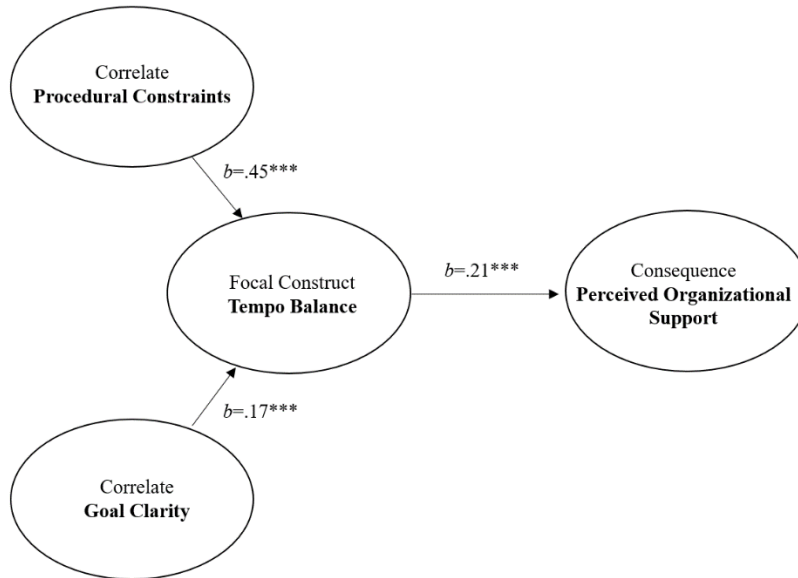 Correlate
Procedural Constraints
b=.45***
Focal Construct
Tempo Balance
b=.21***
Consequence
Perceived Organizational
Support
b=.17***
Correlate
Goal Clarity